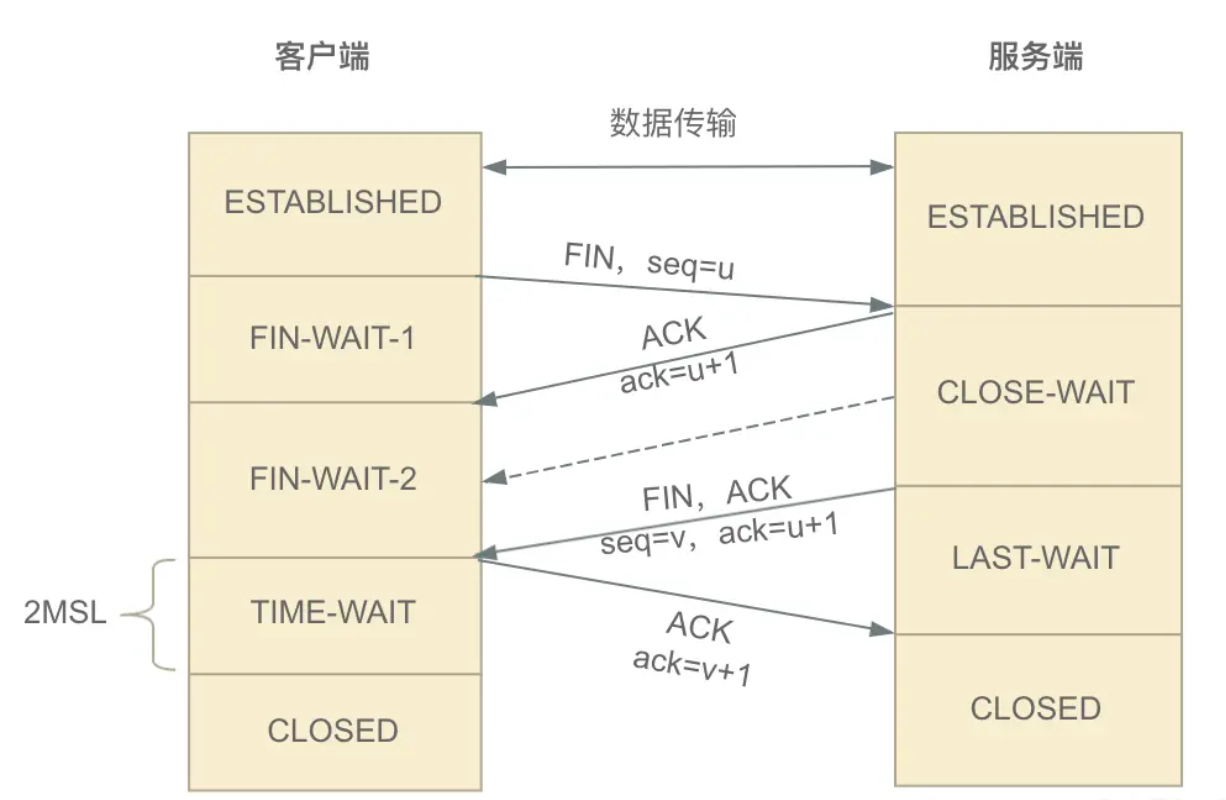 客户端
服务端
数据传输
ESTABLISHED
ESTABLISHED
FIN，seq=u
FIN-WAIT-1
ACK
ack=u+1
CLOSE-WAIT
FIN-WAIT-2
FIN，ACK
seq=v，ack=u+1
LAST-WAIT
2MSL
TIME-WAIT
ACK
ack=v+1
CLOSED
CLOSED